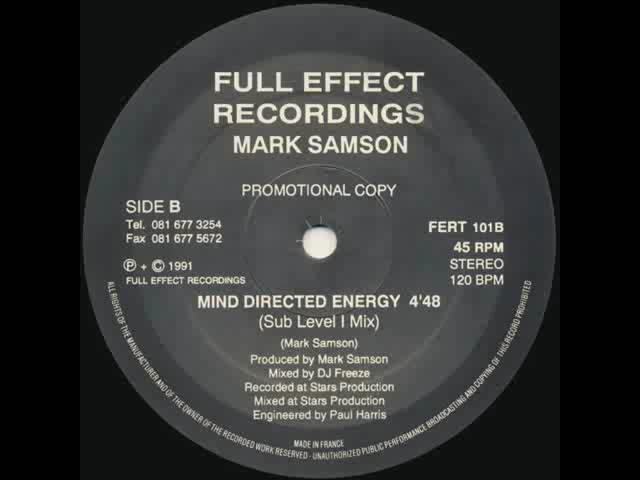 FULL EFFECT
RECORDINGS
MARK SAMSON
PROMOTIONAL COPY
SIDE B
Tel. 081 677 3254
Fax 081 677 5672
℗ + © 1991
FULL EFFECT RECORDINGS
FERT 101B
45 RPM
STEREO
120 BPM
MIND DIRECTED ENERGY 4'48
(Sub Level I Mix)
(Mark Samson)
Produced by Mark Samson
Mixed by DJ Freeze
Recorded at Stars Production
Mixed at Stars Production
Engineered by Paul Harris
MADE IN FRANCE
ALL RIGHTS OF THE MANUFACTURER AND OF THE OWNER OF THE RECORDED WORK RESERVED - UNAUTHORIZED PUBLIC PERFORMANCE BROADCASTING AND COPYING OF THIS RECORD PROHIBITED